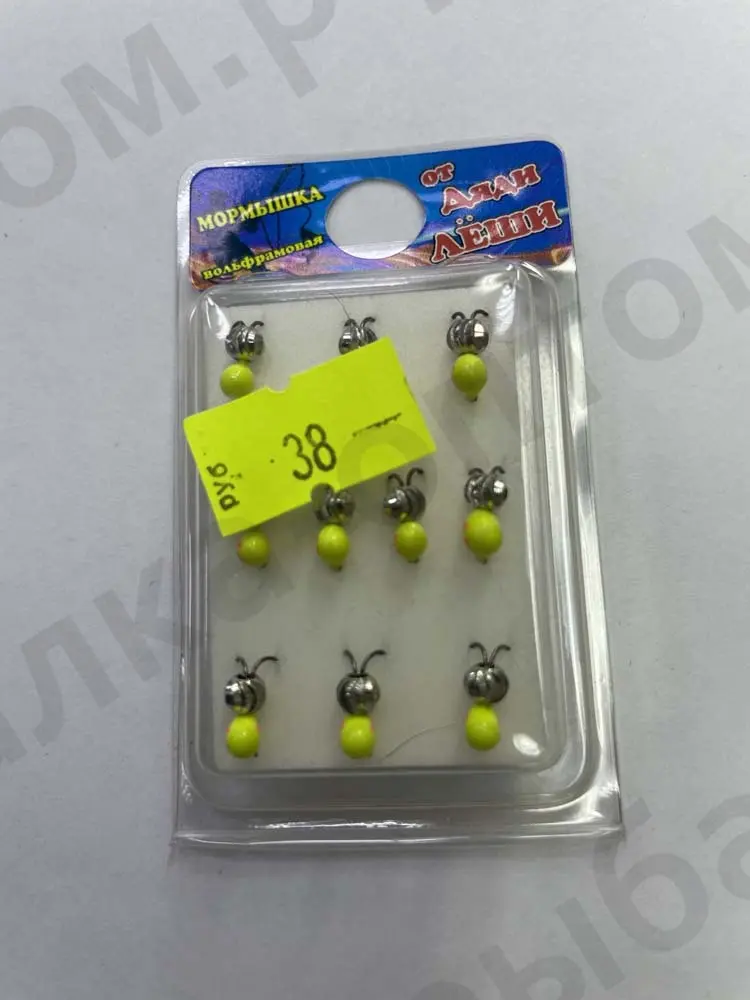 МОРМЫШКА
вольфрамовая
от
Дяди
ЛЁШИ
руб
38